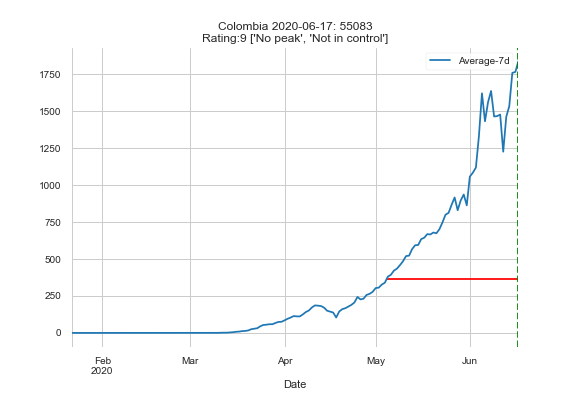 Colombia 2020-06-17: 55083
Rating:9 ['No peak', 'Not in control']
Average-7d
1750
1500
1250
1000
750
500
250
0
Feb Mar Apr May Jun
2020
Date